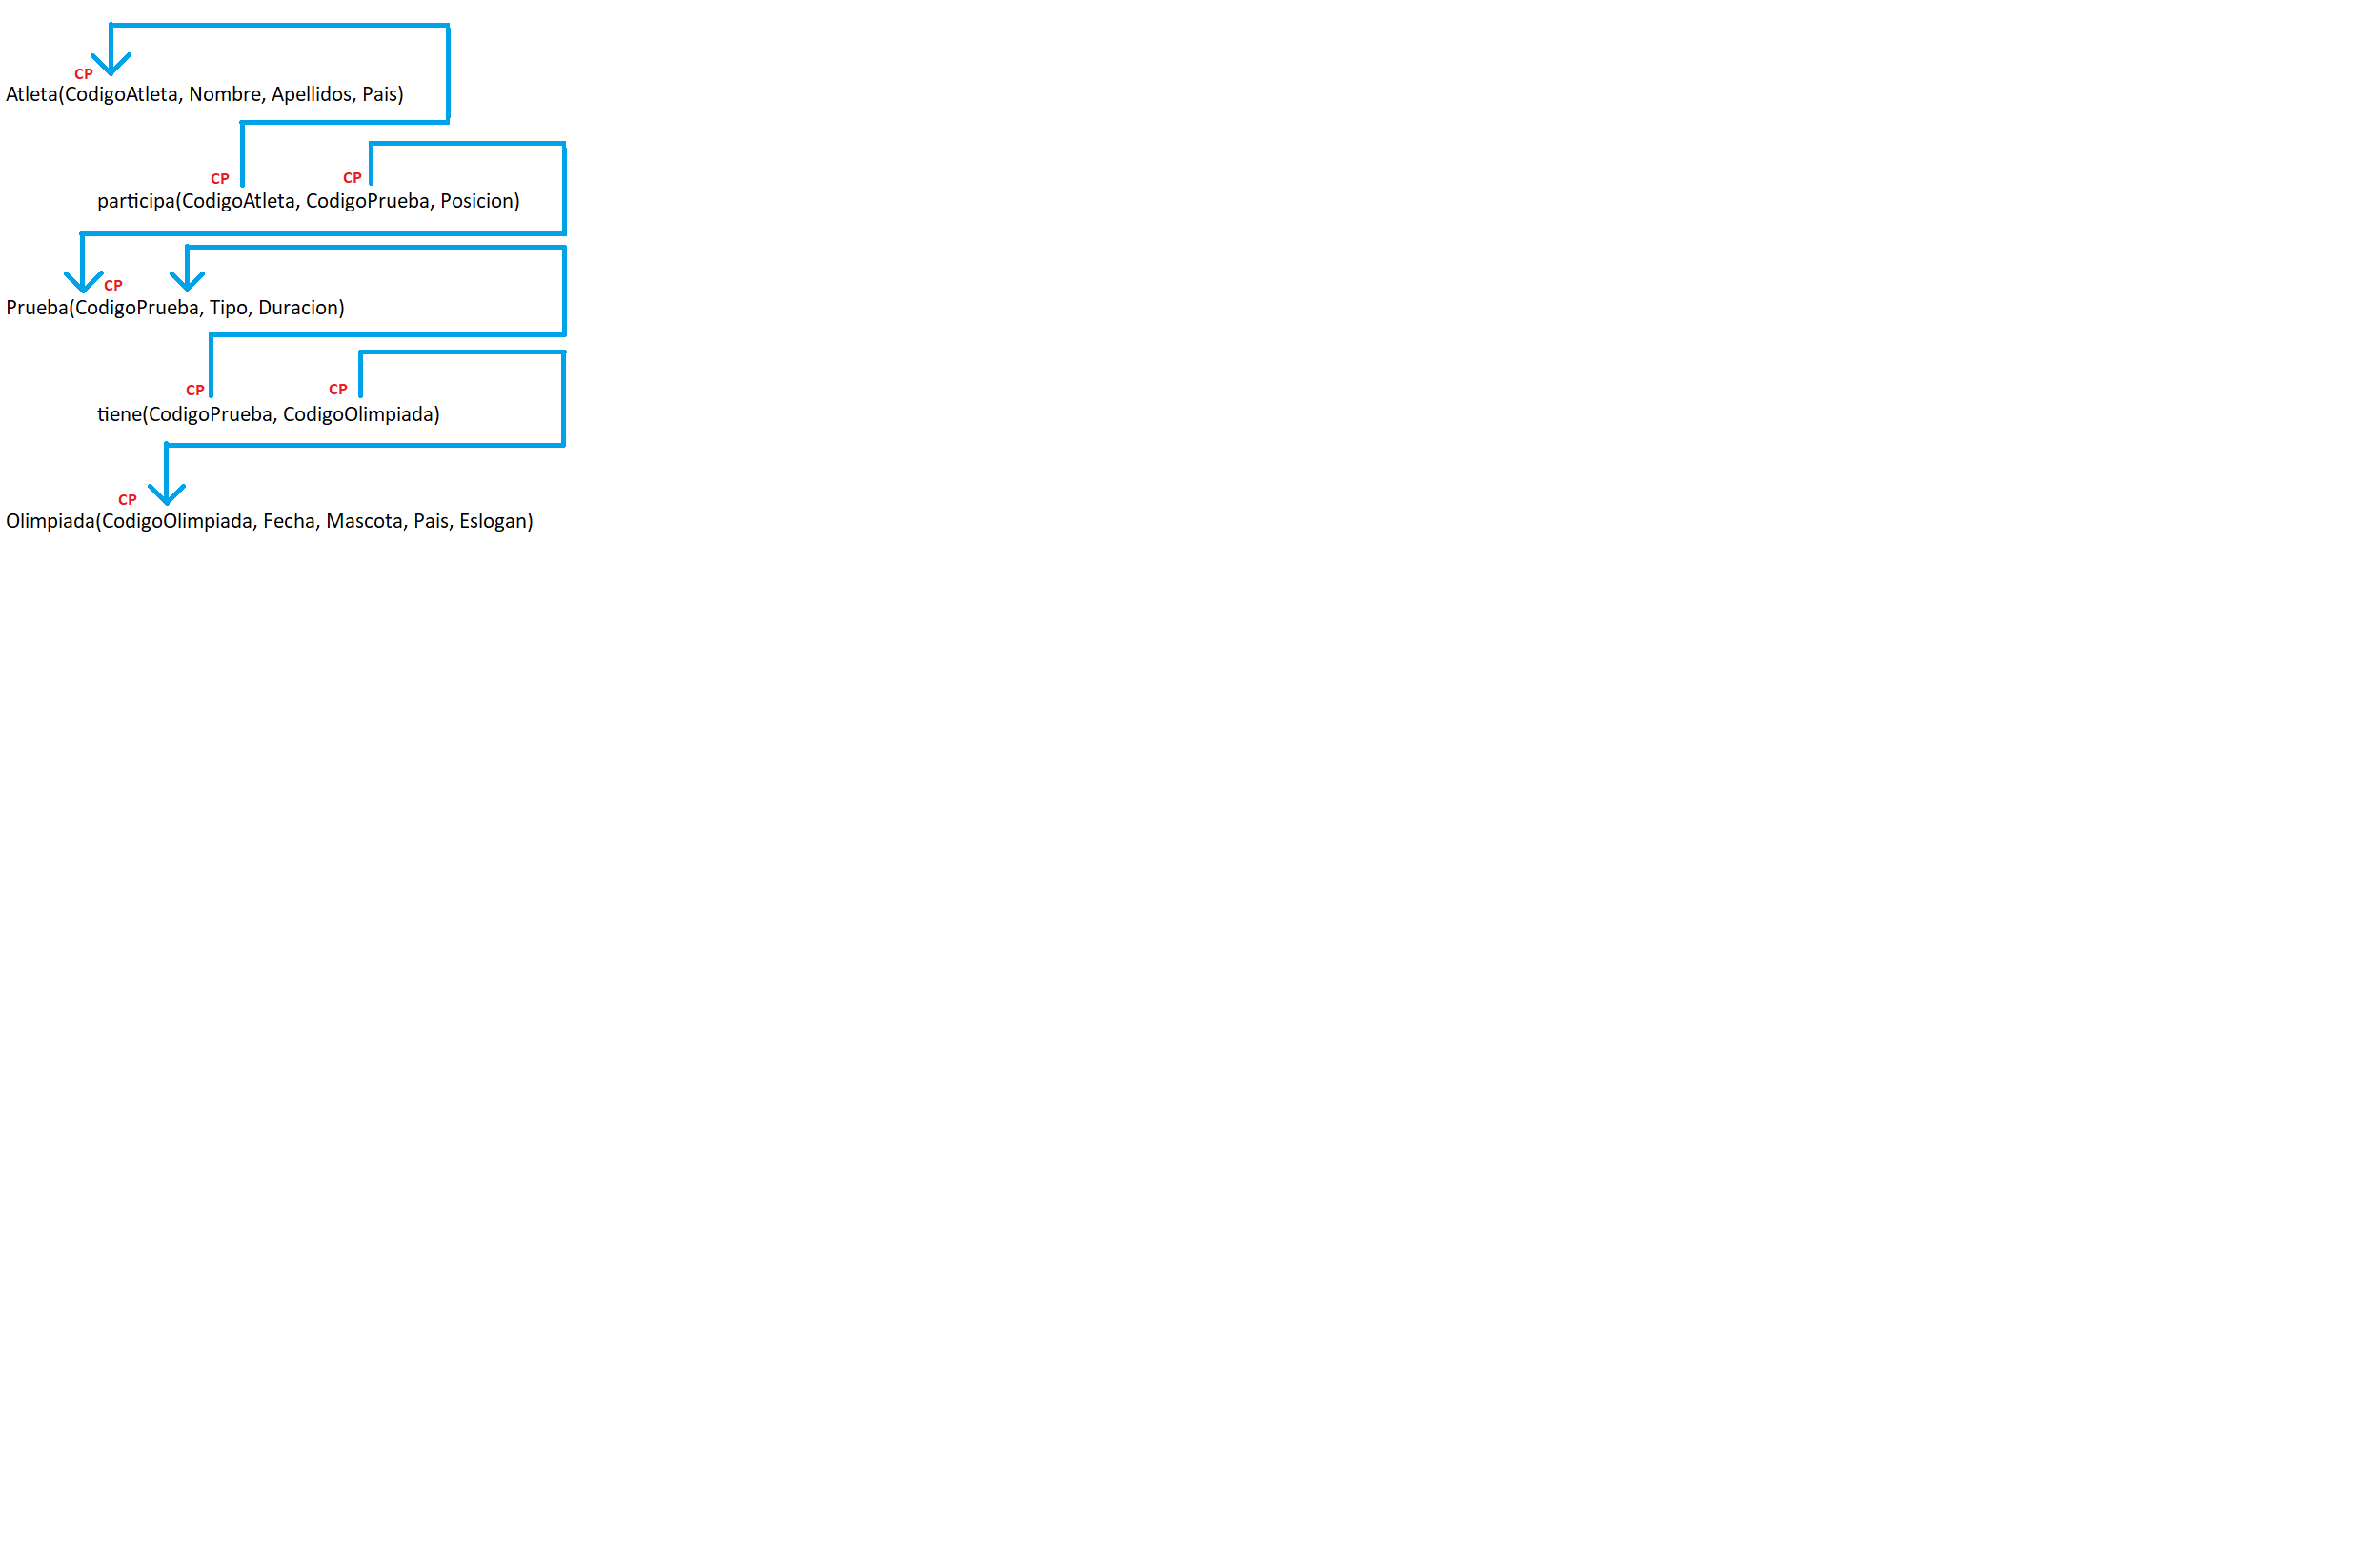 CP
Atleta(CodigoAtleta, Nombre, Apellidos, Pais)
CP CP
participa(CodigoAtleta, CodigoPrueba, Posicion)
CP
Prueba(CodigoPrueba, Tipo, Duracion)
CP CP
tiene(CodigoPrueba, CodigoOlimpiada)
CP
Olimpiada(CodigoOlimpiada, Fecha, Mascota, Pais, Eslogan)